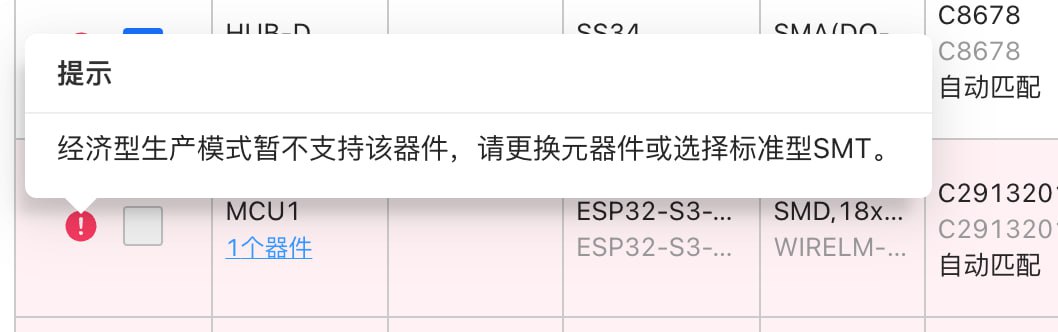 HUB-D
SS34
SMA(DO-
C8678
C8678
自动匹配
提示
经济型生产模式暂不支持该器件，请更换元器件或选择标准型SMT。
MCU1
1个器件
ESP32-S3-...
ESP32-S3-...
SMD,18x...
WIRELM-...
C291320
C291320
自动匹配